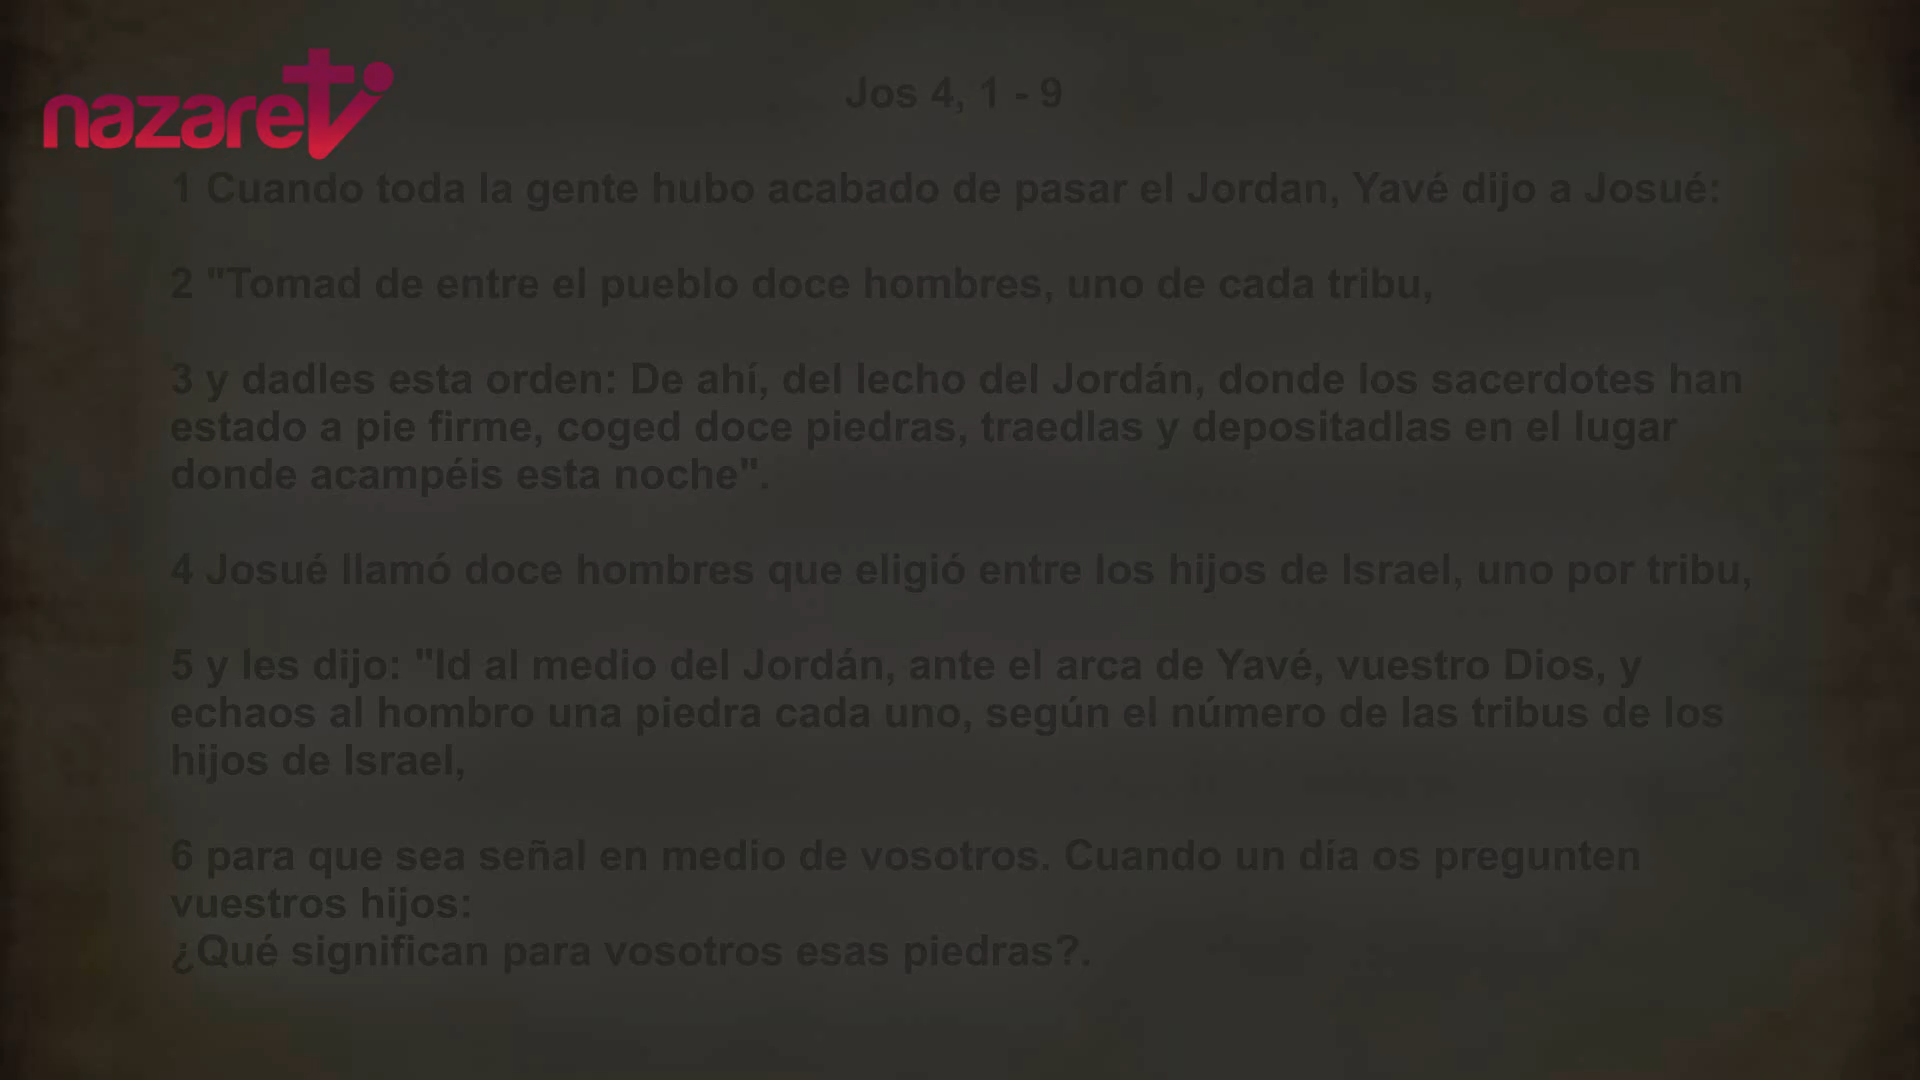 nazaretv
Jos 4, 1 - 9
1 Cuando toda la gente hubo acabado de pasar el Jordan, Yavé dijo a Josué:
2 "Tomad de entre el pueblo doce hombres, uno de cada tribu,
3 y dadles esta orden: De ahí, del lecho del Jordán, donde los sacerdotes han
estado a pie firme, coged doce piedras, traedlas y depositadlas en el lugar
donde acampéis esta noche".
4 Josué llamó doce hombres que eligió entre los hijos de Israel, uno por tribu,
5 y les dijo: "Id al medio del Jordán, ante el arca de Yavé, vuestro Dios, y
echaos al hombro una piedra cada uno, según el número de las tribus de los
hijos de Israel,
6 para que sea señal en medio de vosotros. Cuando un día os pregunten
vuestros hijos:
¿Qué significan para vosotros esas piedras?.